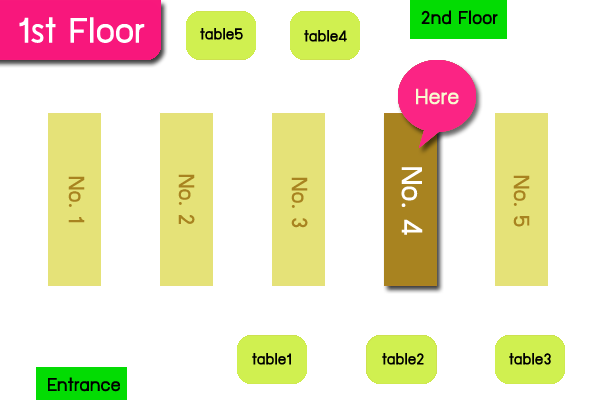 1st Floor
table5
table4
2nd Floor
Here
No. 1
No. 2
No. 3
No. 4
No. 5
table1
table2
table3
Entrance